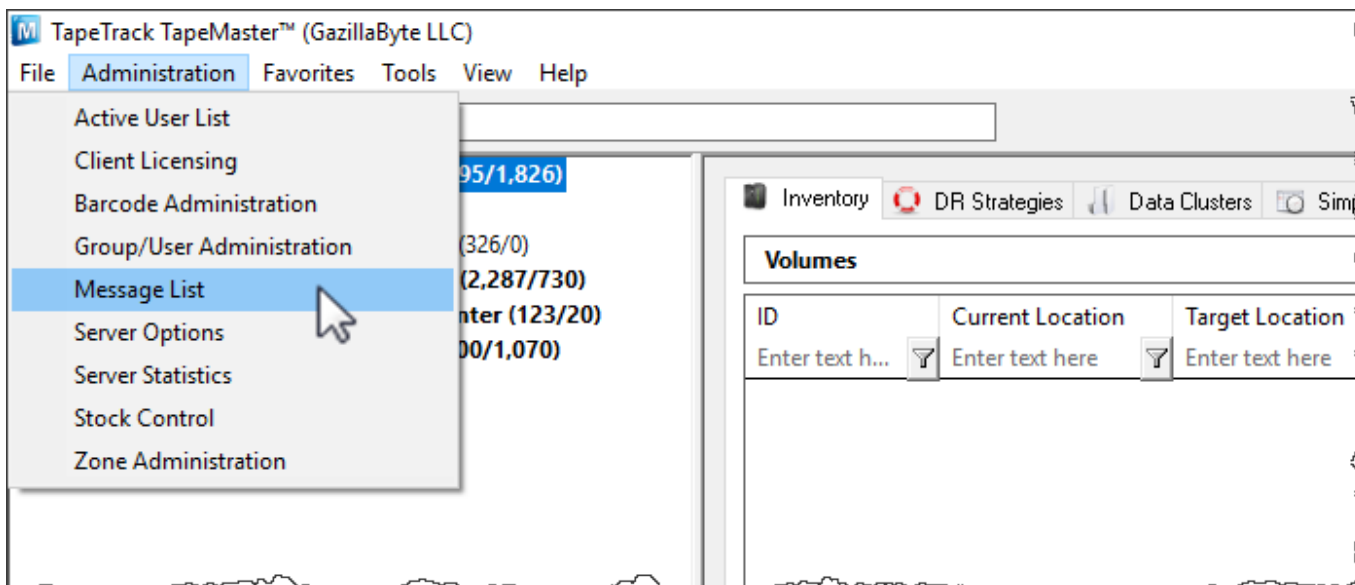 TapeTrack TapeMaster™ (GazillaByte LLC)
File Administration Favorites Tools View Help
Active User List
Client Licensing
Barcode Administration
Group/User Administration
Message List
Server Options
Server Statistics
Stock Control
Zone Administration
95/1,826)
(326/0)
(2,287/730)
nter (123/20)
00/1,070)
Inventory DR Strategies Data Clusters Simp
Volumes
ID Current Location Target Location
Enter text h... Enter text here Enter text here